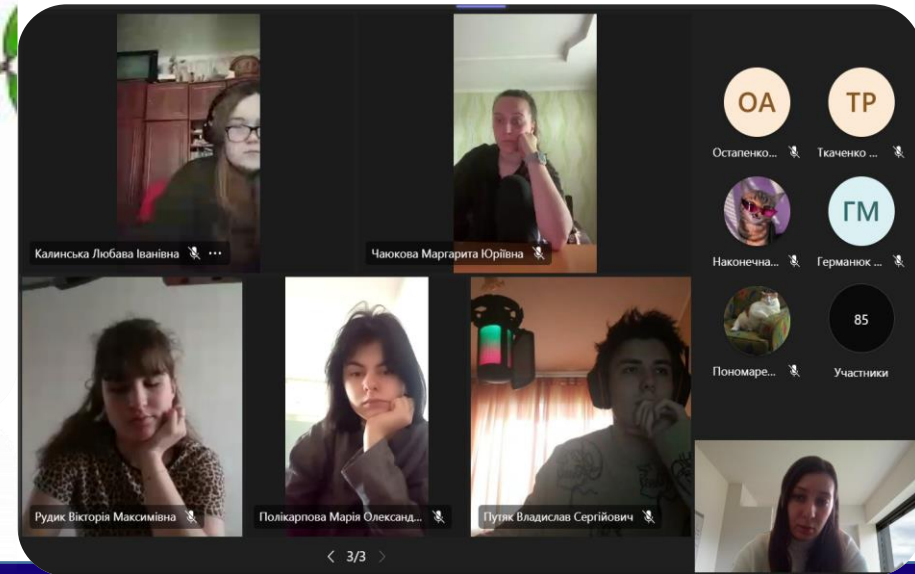 Калинська Любава Іванівна
Чаюкова Маргарита Юріївна
Рудик Вікторія Максимівна
Полікарпова Марія Олександ...
Путяк Владислав Сергійович
3/3
ОА
ТР
Остапенко...
Ткаченко ...
ГМ
Наконечна...
Германюк ...
85
Пономаре...
Участники